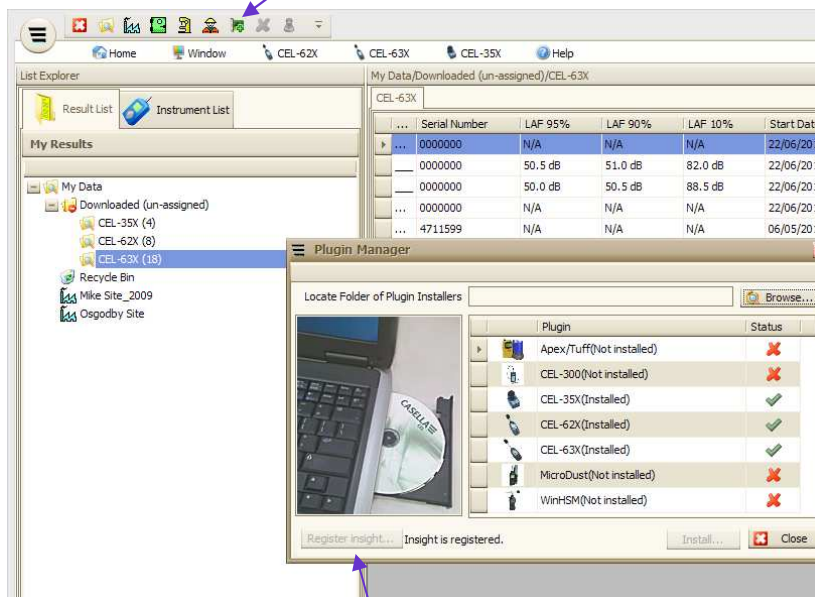 Home Window CEL-62X CEL-63X CEL-35X Help
List Explorer
My Data/Downloaded (un-assigned)/CEL-63X
Result List Instrument List
CEL-63X
My Results
... Serial Number LAF 95% LAF 90% LAF 10% Start Dat
... 0000000 N/A N/A N/A 22/06/20
0000000 50.5 dB 51.0 dB 82.0 dB 22/06/20
0000000 50.0 dB 50.5 dB 88.5 dB 22/06/20
... 0000000 N/A N/A N/A 22/06/20
... 4711599 N/A N/A N/A 06/05/20
My Data
Downloaded (un-assigned)
CEL-35X (4)
CEL-62X (8)
CEL-63X (18)
Recycle Bin
Mike Site_2009
Osgodby Site
Plugin Manager
Locate Folder of Plugin Installers Browse...
Plugin Status
Apex/Tuff(Not installed)
CEL-300(Not installed)
CEL-35X(Installed)
CEL-62X(Installed)
CEL-63X(Installed)
MicroDust(Not installed)
WinHSM(Not installed)
CASELLA
Register insight... Insight is registered. Install... Close